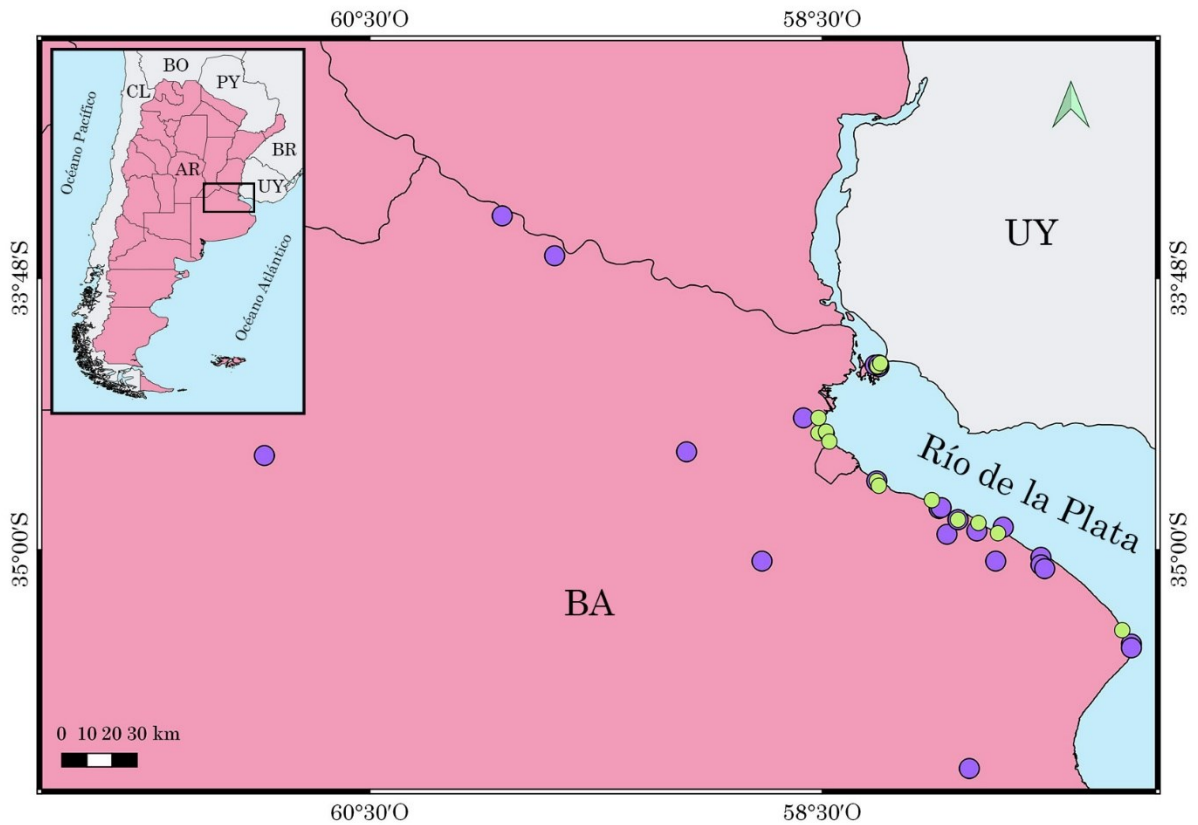 60°30′O
58°30′O
BO
PY
CL
Océano Pacífico
BR
AR
UY
Océano Atlántico
UY
33°48′S
33°48′S
Río de la Plata
35°00′S
35°00′S
BA
0 10 20 30 km
60°30′O
58°30′O